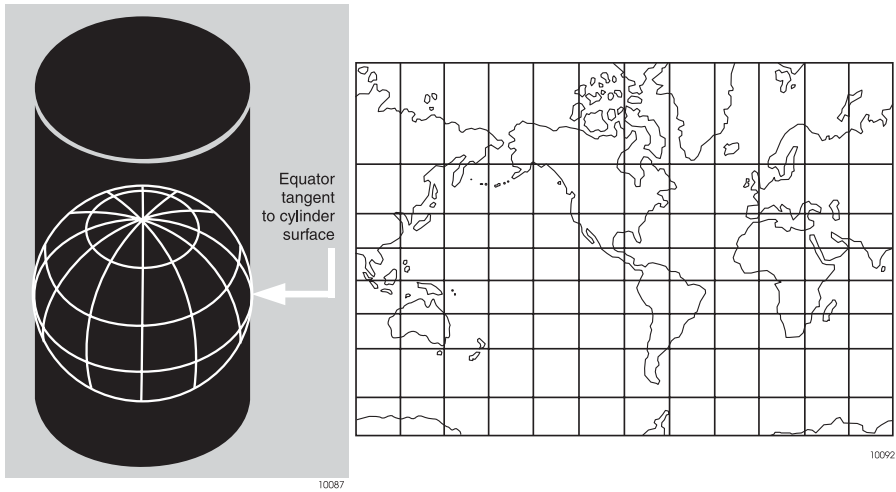 Equator
tangent
to cylinder
surface
10087
10092